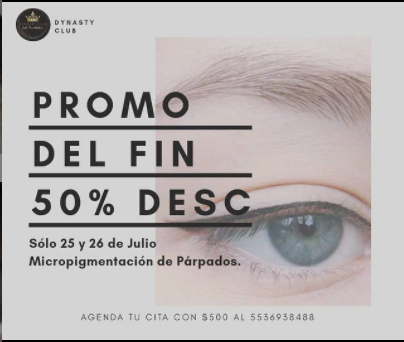 DYNASTY
CLUB
PROMO
DEL FIN
50% DESC
Sólo 25 y 26 de Julio
Micropigmentación de Párpados.
AGENDA TU CITA CON $500 AL 5536938488